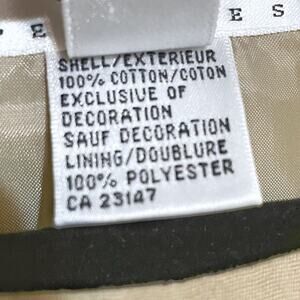 E E S
SHELL/EXTERIEUR
100% COTTON/COTON
EXCLUSIVE OF
DECORATION
SAUF DECORATION
LINING/DOUBLURE
100% POLYESTER
CA 23147